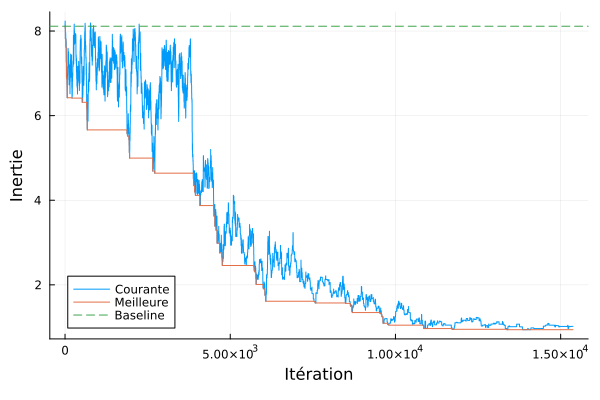 Inertie
8
6
4
2
Courante
Meilleure
Baseline
0
5.00×10³
1.00×10⁴
1.50×10⁴
Itération